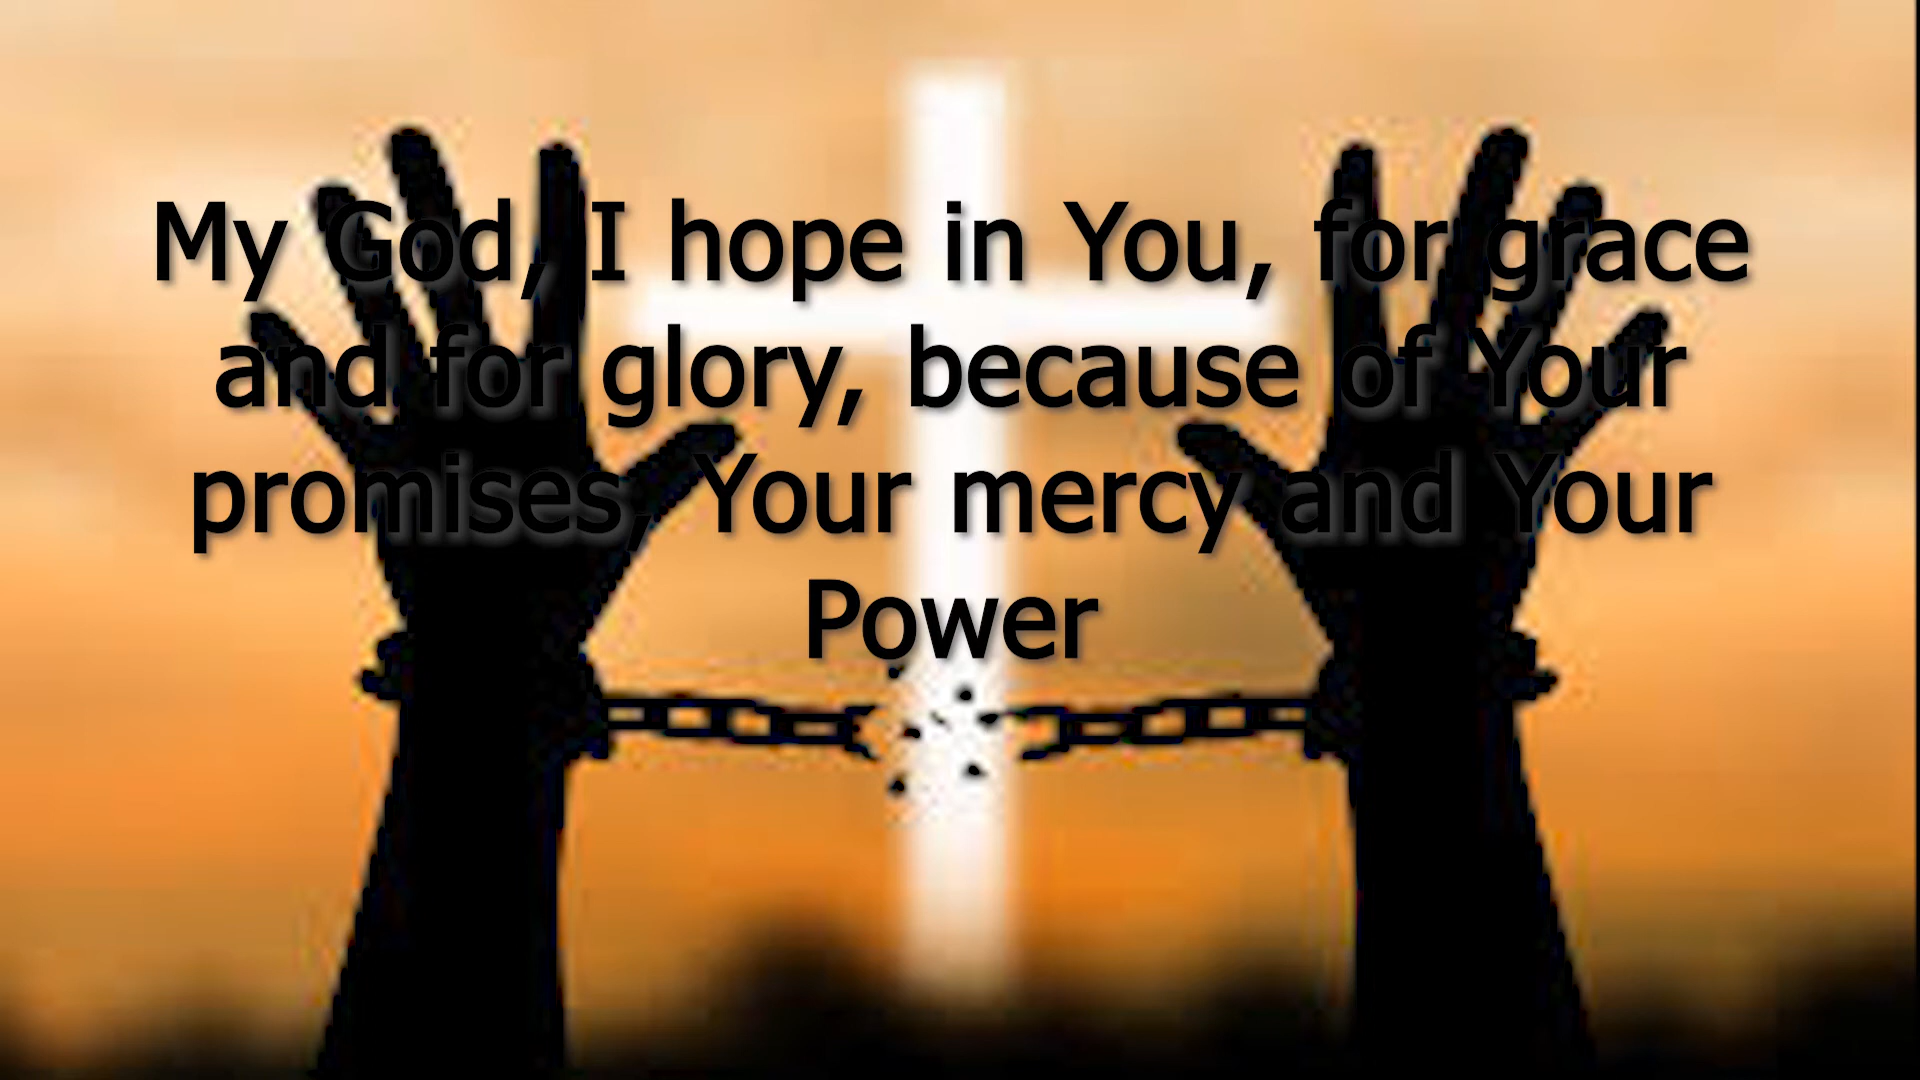 My God, I hope in You, for grace
and for glory, because of Your
promises, Your mercy and Your
Power